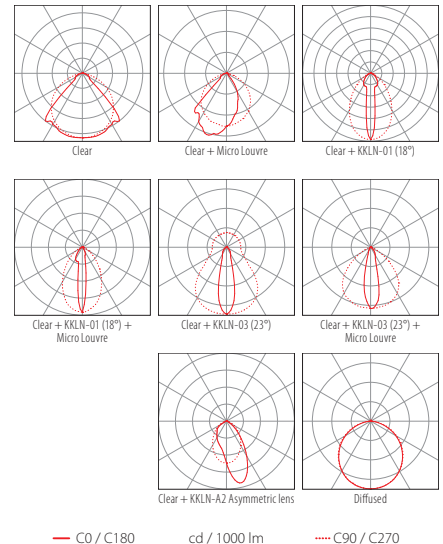 Clear
Clear + Micro Louvre
Clear + KKLN-01 (18°)
Clear + KKLN-01 (18°) +
Micro Louvre
Clear + KKLN-03 (23°)
Clear + KKLN-03 (23°) +
Micro Louvre
Clear + KKLN-A2 Asymmetric lens
Diffused
C0 / C180
cd / 1000 lm
C90 / C270